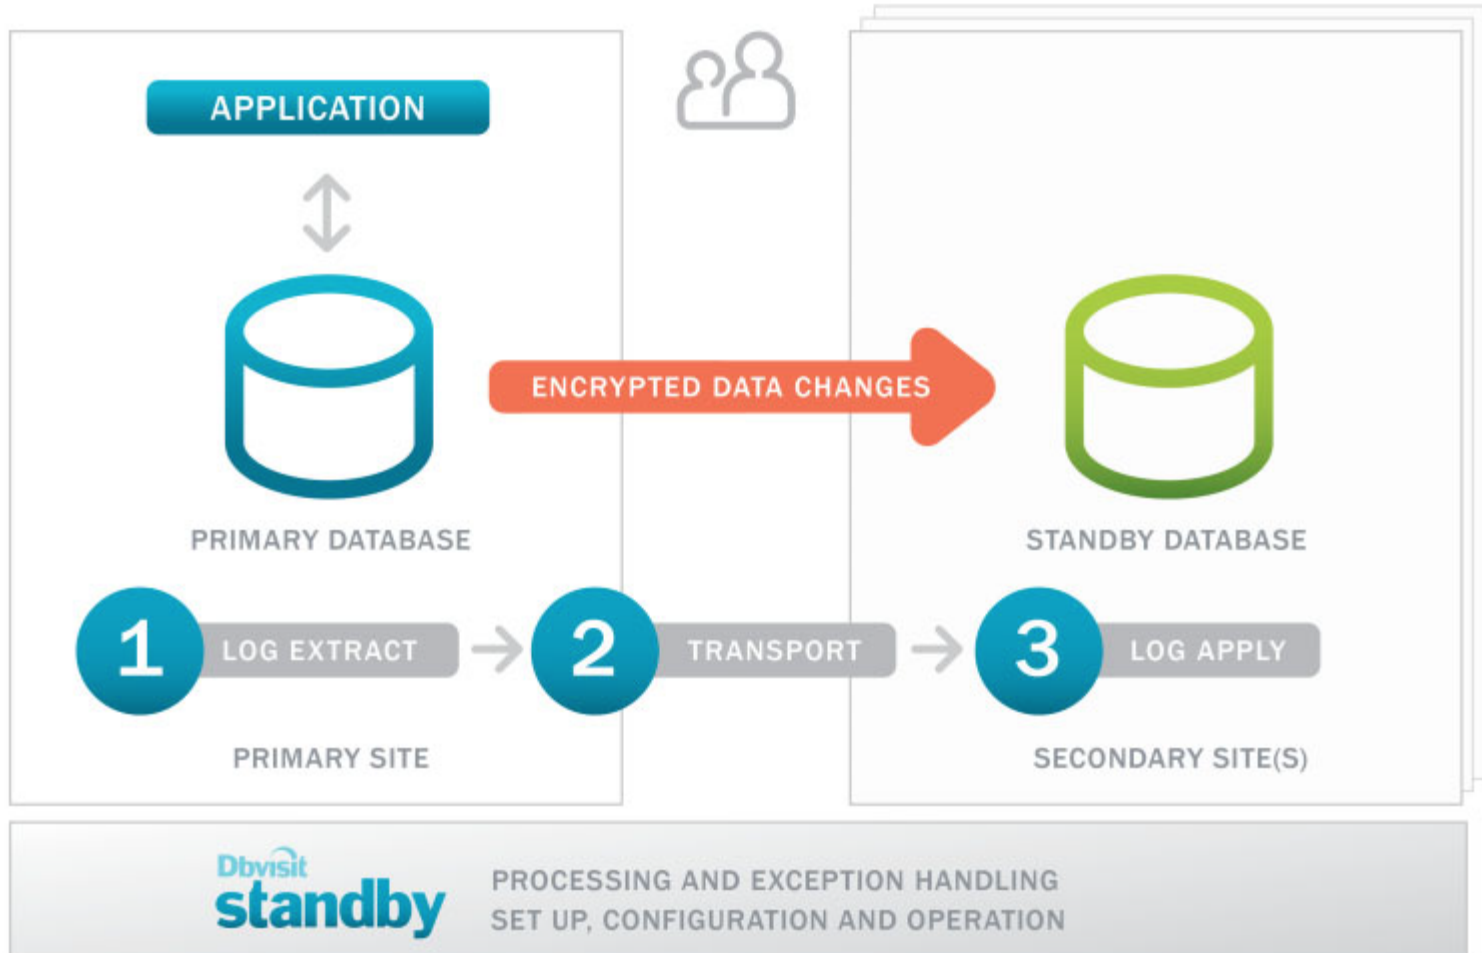 APPLICATION
ENCRYPTED DATA CHANGES
PRIMARY DATABASE
STANDBY DATABASE
1 LOG EXTRACT
2 TRANSPORT
3 LOG APPLY
PRIMARY SITE
SECONDARY SITE(S)
Dbvisit
standby
PROCESSING AND EXCEPTION HANDLING
SET UP, CONFIGURATION AND OPERATION